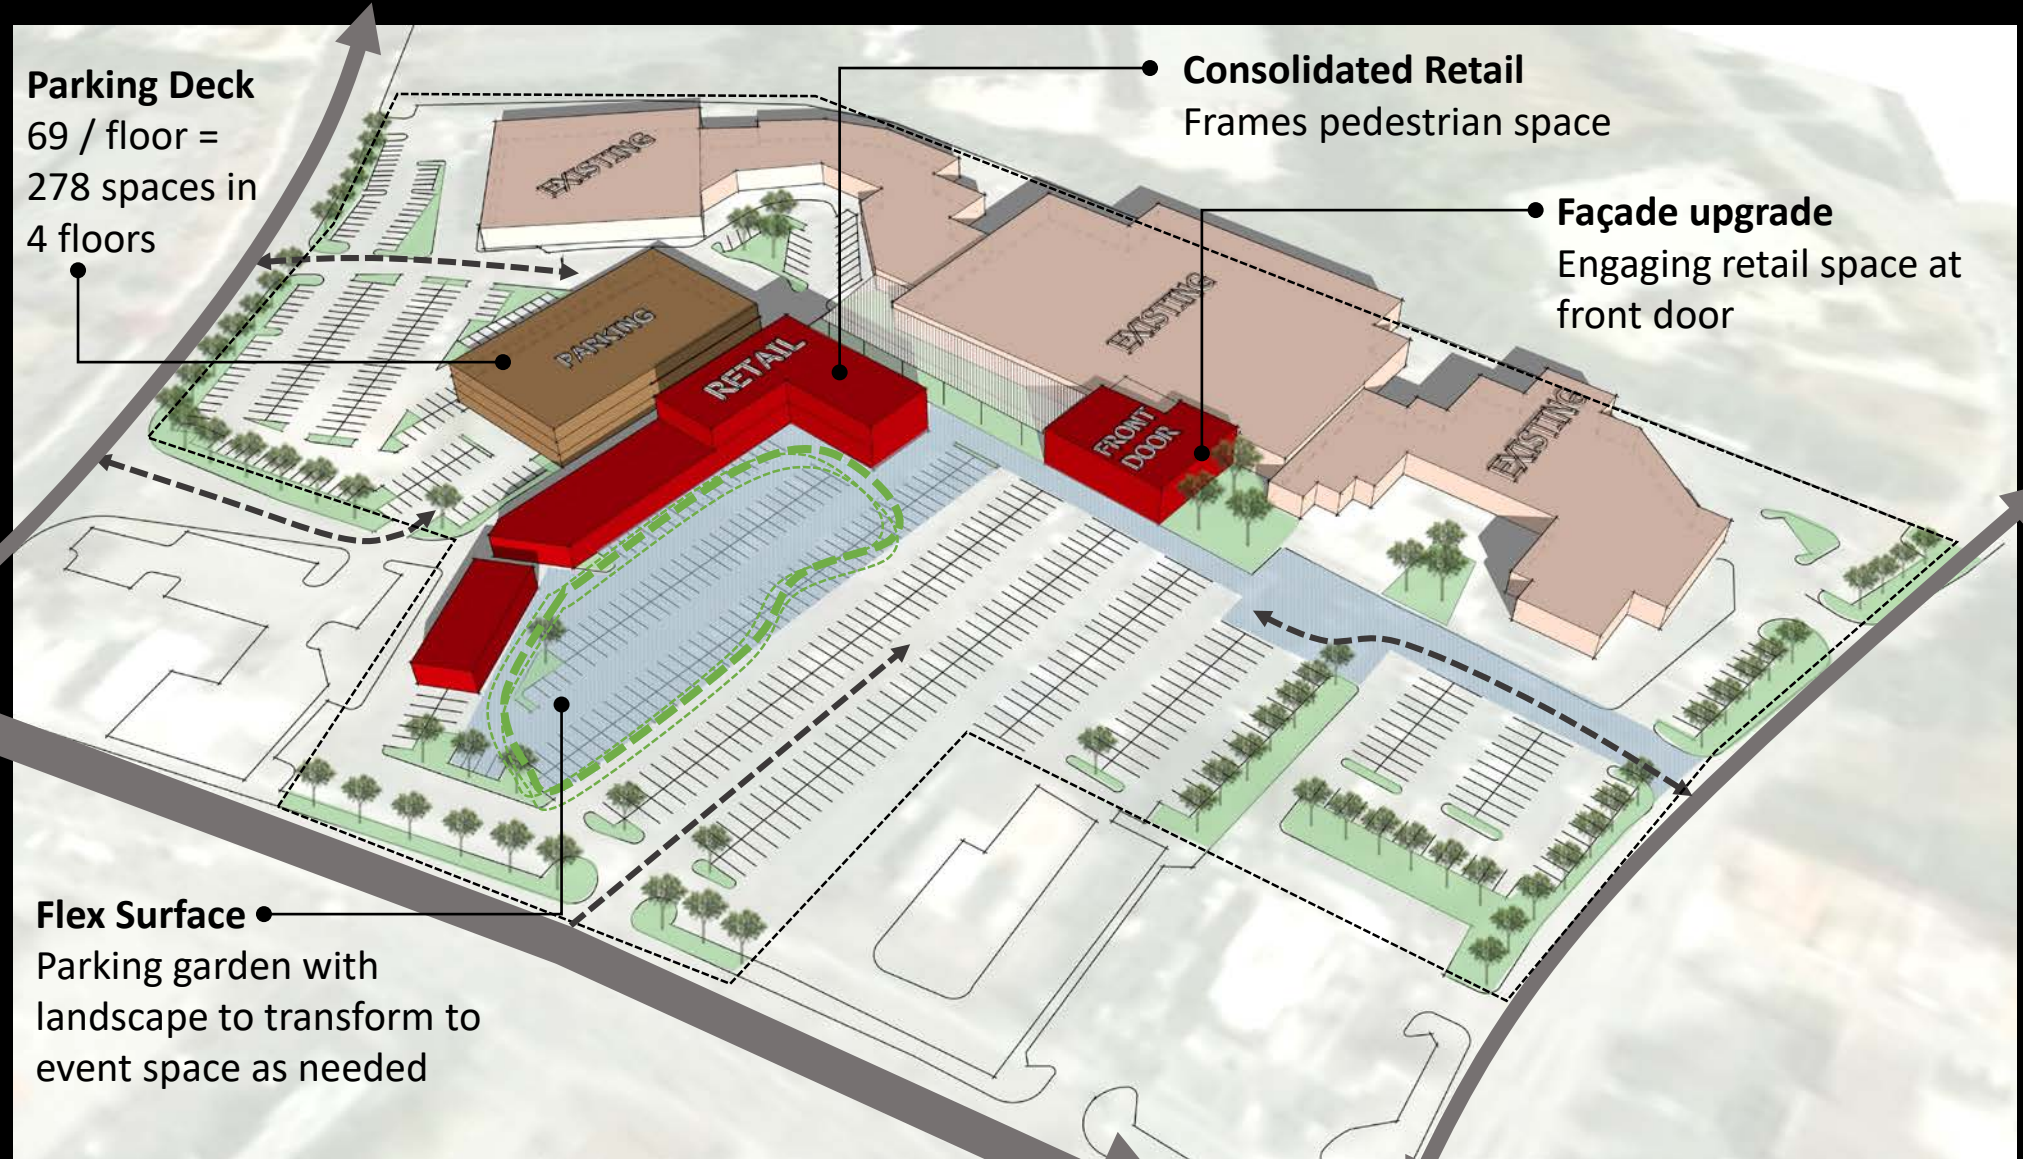 Parking Deck
69 / floor =
278 spaces in
4 floors
Consolidated Retail
Frames pedestrian space
Façade upgrade
Engaging retail space at
front door
EXISTING
EXISTING
EXISTING
PARKING
RETAIL
FRONT
DOOR
Flex Surface
Parking garden with
landscape to transform to
event space as needed